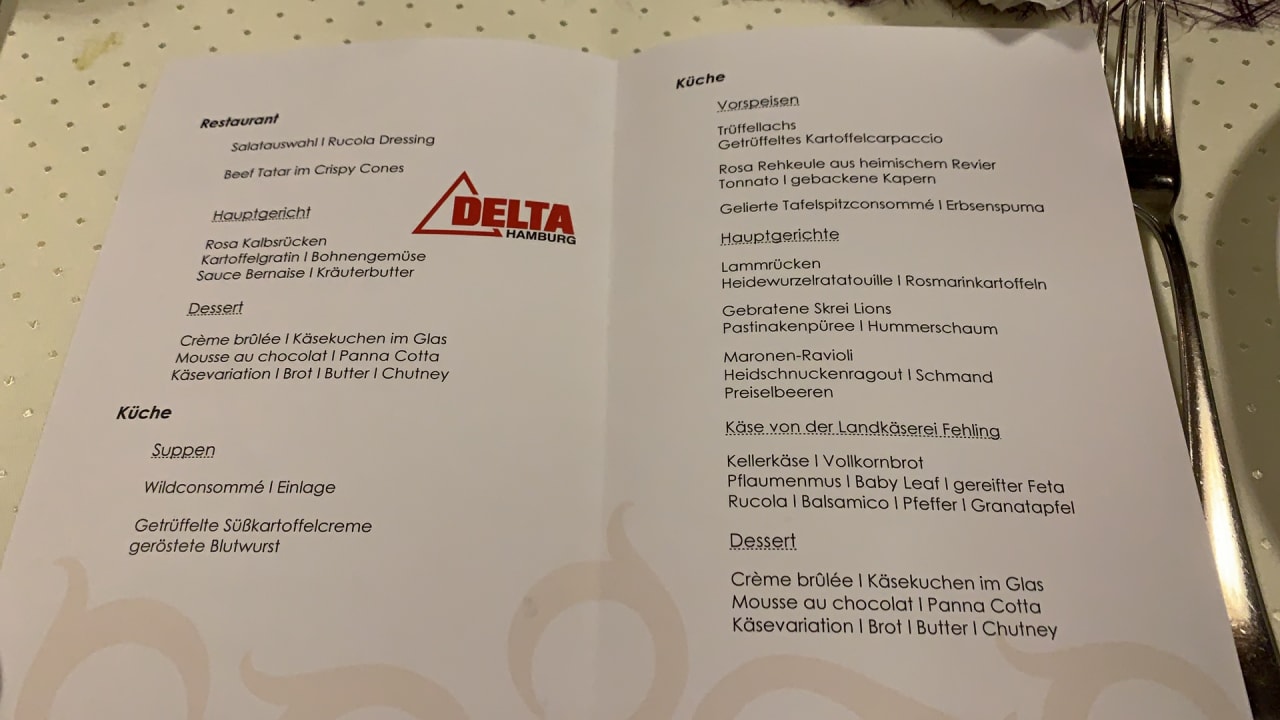 Restaurant
Salatauswahl I Rucola Dressing
Beef Tatar im Crispy Cones
Hauptgericht
Rosa Kalbsrücken
Kartoffelgratin I Bohnengemüse
Sauce Bernaise I Kräuterbutter
Dessert
Crème brûlée I Käsekuchen im Glas
Mousse au chocolat I Panna Cotta
Käsevariation I Brot I Butter I Chutney
Küche
Suppen
Wildconsommé I Einlage
Getrüffelte Süßkartoffelcreme
geröstete Blutwurst
DELTA
HAMBURG
Küche
Vorspeisen
Trüffellachs
Getrüffeltes Kartoffelcarpaccio
Rosa Rehkeule aus heimischem Revier
Tonnato I gebackene Kapern
Gelierte Tafelspitzconsommé I Erbsenspuma
Hauptgerichte
Lammrücken
Heidewurzelratatouille I Rosmarinkartoffeln
Gebratene Skrei Lions
Pastinakenpüree I Hummerschaum
Maronen-Ravioli
Heidschnuckenragout I Schmand
Preiselbeeren
Käse von der Landkäserei Fehling
Kellerkäse I Vollkornbrot
Pflaumenmus I Baby Leaf I gereifter Feta
Rucola I Balsamico I Pfeffer I Granatapfel
Dessert
Crème brûlée I Käsekuchen im Glas
Mousse au chocolat I Panna Cotta
Käsevariation I Brot I Butter I Chutney